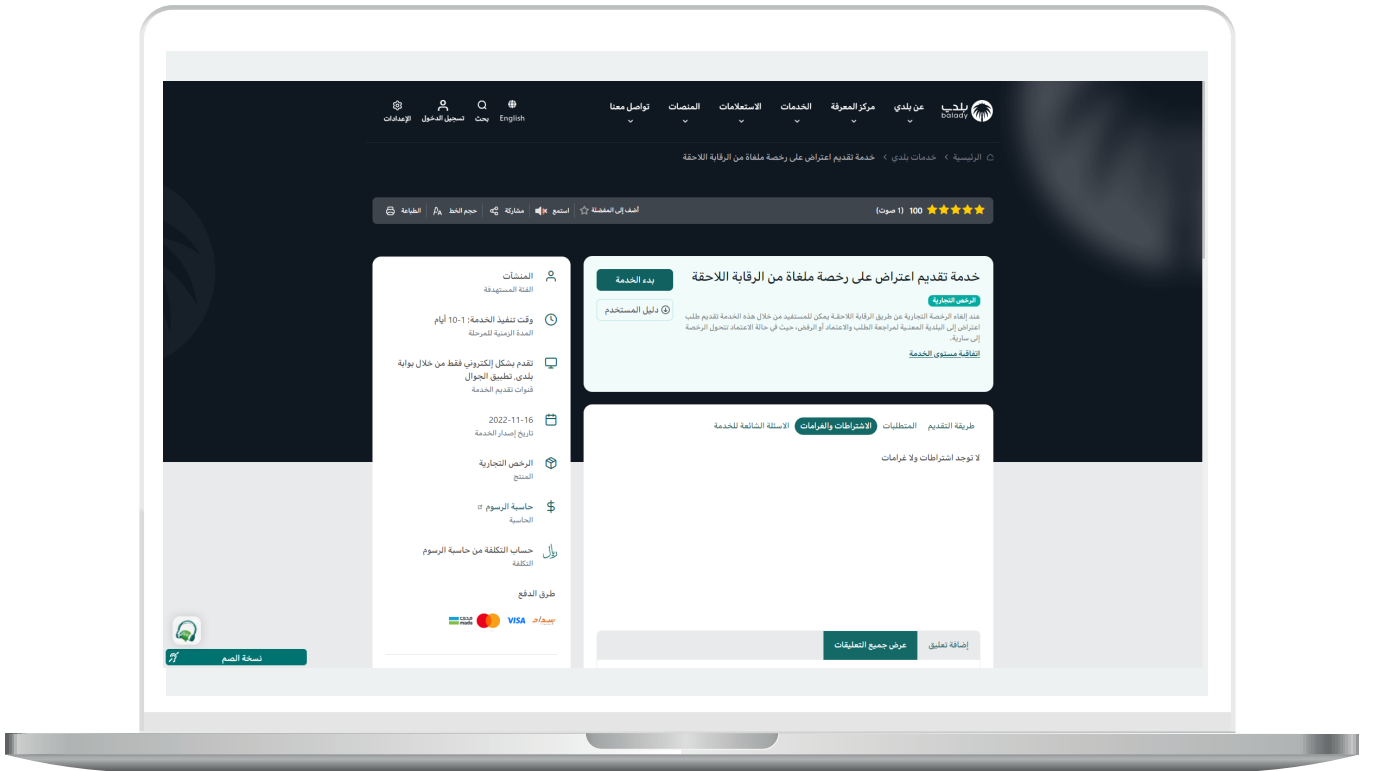 بلدي
balady
عن بلدي
مركز المعرفة
الخدمات
الاستعلامات
المنصات
تواصل معنا
English
بحث
تسجيل الدخول
الإعدادات
الرئيسية › خدمات بلدي › خدمة تقديم اعتراض على رخصة ملغاة من الرقابة اللاحقة
100 (1 صوت)
أضف إلى المفضلة
استمع
مشاركة
حجم الخط
الطباعة
خدمة تقديم اعتراض على رخصة ملغاة من الرقابة اللاحقة
بدء الخدمة
الرخص التجارية
دليل المستخدم
عند إلغاء الرخصة التجارية عن طريق الرقابة اللاحقة يمكن للمستفيد من خلال هذه الخدمة تقديم طلب
اعتراض إلى البلدية المعنية لمراجعة الطلب والاعتماد أو الرفض، حيث في حالة الاعتماد تتحول الرخصة
إلى سارية.
اتفاقية مستوى الخدمة
طريقة التقديم
المتطلبات
الاشتراطات والغرامات
الاسئلة الشائعة للخدمة
لا توجد اشتراطات ولا غرامات
إضافة تعليق
عرض جميع التعليقات
المنشآت
الفئة المستهدفة
وقت تنفيذ الخدمة: 1-10 أيام
المدة الزمنية للمرحلة
تقدم بشكل إلكتروني فقط من خلال بوابة
بلدي, تطبيق الجوال
قنوات تقديم الخدمة
2022-11-16
تاريخ إصدار الخدمة
الرخص التجارية
المنتج
حاسبة الرسوم
الحاسبة
حساب التكلفة من حاسبة الرسوم
التكلفة
طرق الدفع
سداد
VISA
مدى
mada
نسخة الصم